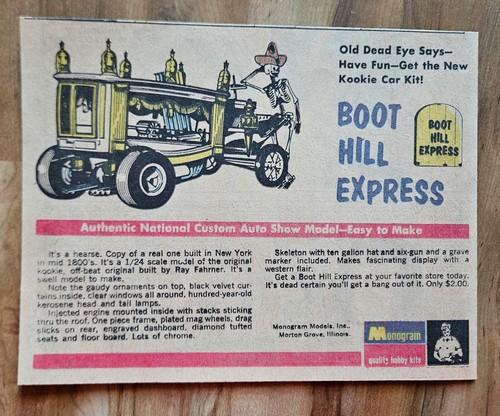 Old Dead Eye Says—
Have Fun—Get the New
Kookie Car Kit!
BOOT
HILL
EXPRESS
BOOT
HILL
EXPRESS
Authentic National Custom Auto Show Model—Easy to Make
It's a hearse. Copy of a real one built in New York
in mid 1800's. It's a 1/24 scale model of the original
kookie, off-beat original built by Ray Fahrner. It's a
swell model to make.
Note the gaudy ornaments on top, black velvet cur-
tains inside, clear windows all around, hundred-year-old
kerosene head and tail lamps.
Injected engine mounted inside with stacks sticking
thru the roof. One piece frame, plated mag wheels, drag
slicks on rear, engraved dashboard, diamond tufted
seats and floor board. Lots of chrome.
Skeleton with ten gallon hat and six-gun and a grave
marker included. Makes fascinating display with a
western flair.
Get a Boot Hill Express at your favorite store today.
It's dead certain you'll get a bang out of it. Only $2.00.
Monogram Models, Inc.,
Morton Grove, Illinois.
Monogram
quality hobby kits